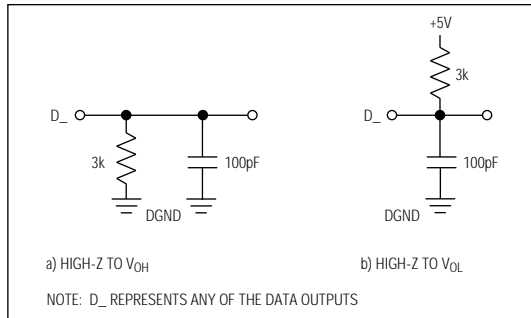 +5V
3k
D_
D_
3k
100pF
100pF
DGND
DGND
a) HIGH-Z TO VOH
b) HIGH-Z TO VOL
NOTE: D_ REPRESENTS ANY OF THE DATA OUTPUTS